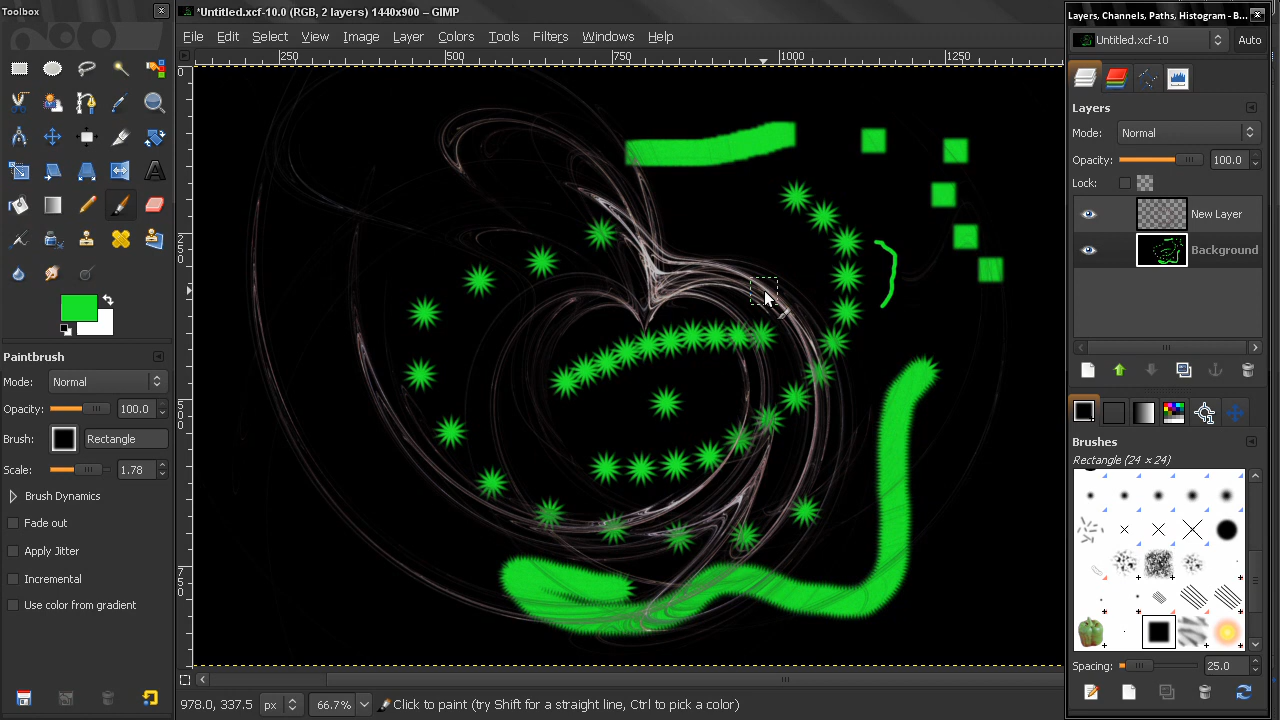 Toolbox
*Untitled.xcf-10.0 (RGB, 2 layers) 1440x900 – GIMP
Layers, Channels, Paths, Histogram - B...
File Edit Select View Image Layer Colors Tools Filters Windows Help
Untitled.xcf-10 Auto
250 500 750 1000 1250
0
250
500
750
Layers
Mode: Normal
Opacity: 100.0
Lock:
New Layer
Background
Paintbrush
Mode: Normal
Opacity: 100.0
Brush: Rectangle
Scale: 1.78
Brush Dynamics
Fade out
Apply Jitter
Incremental
Use color from gradient
Brushes
Rectangle (24 × 24)
Spacing: 25.0
978.0, 337.5 px 66.7% Click to paint (try Shift for a straight line, Ctrl to pick a color)